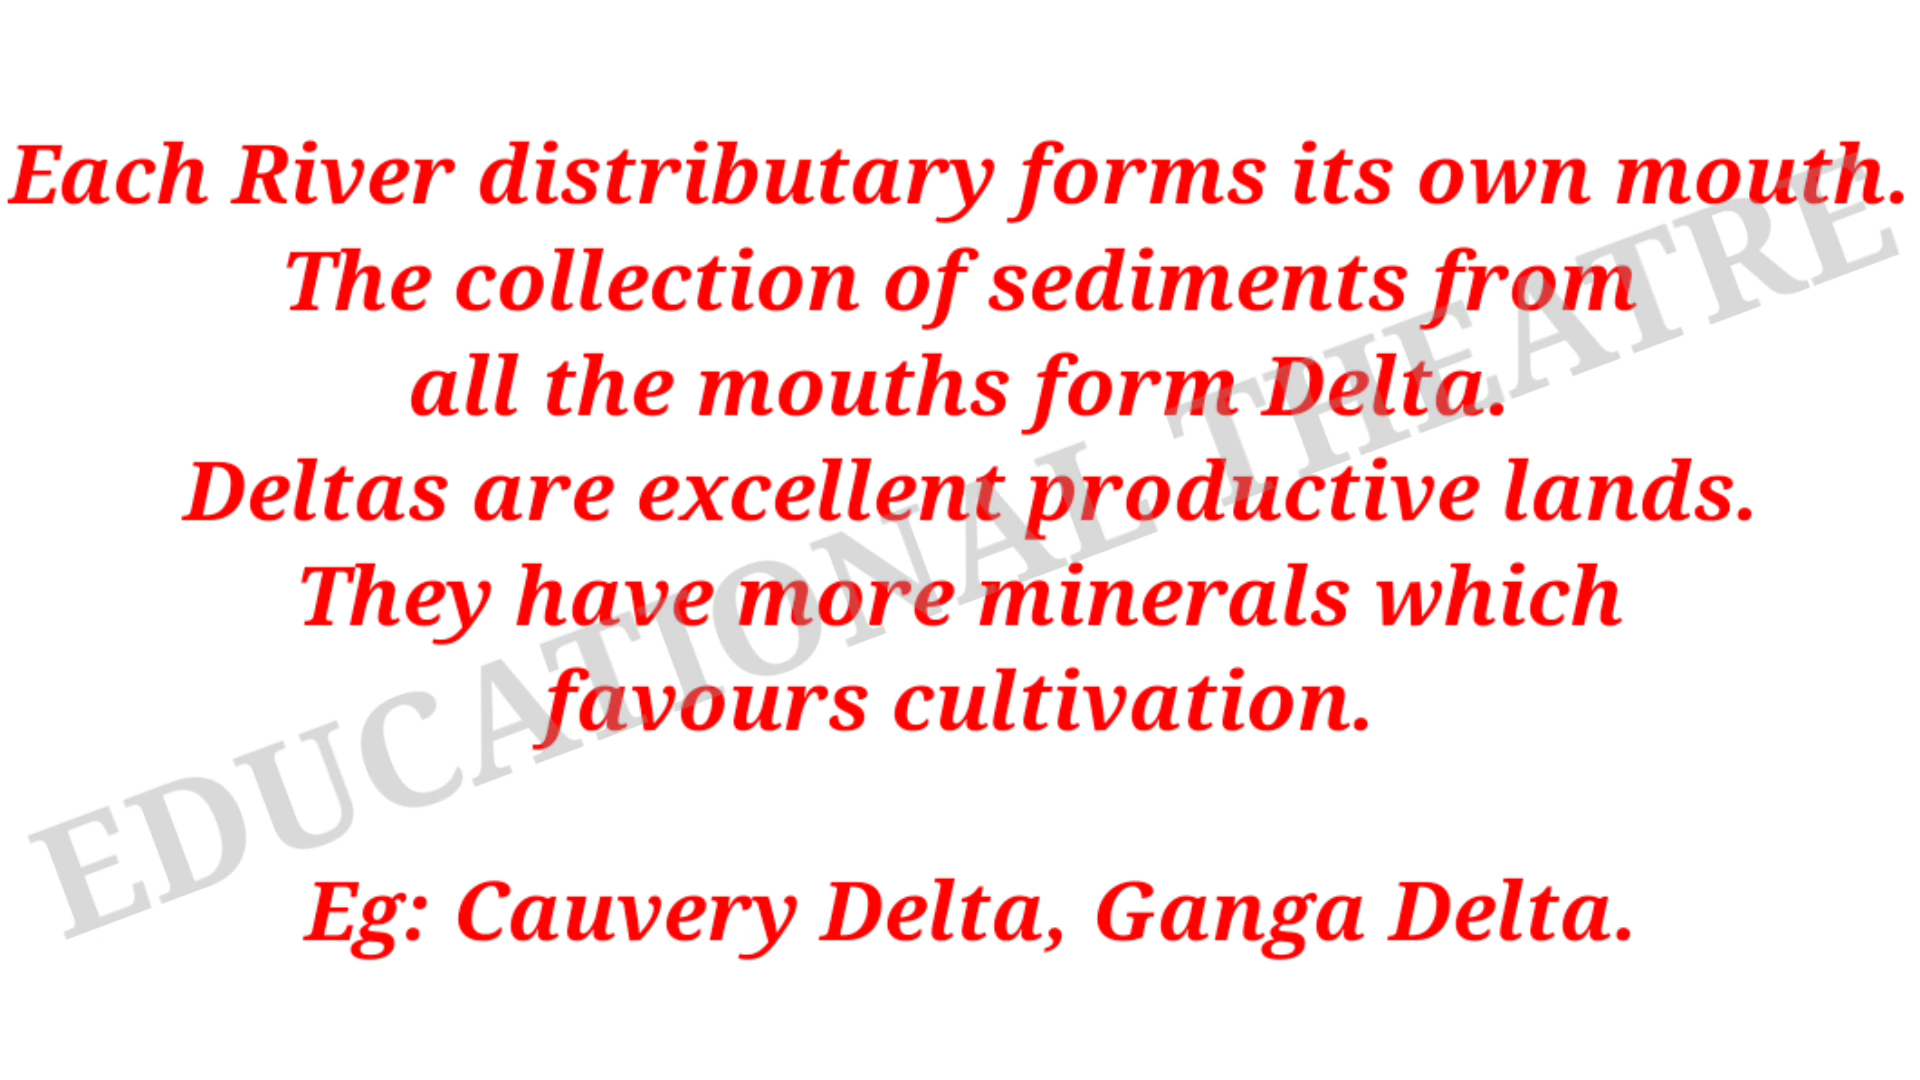 Each River distributary forms its own mouth.
The collection of sediments from
all the mouths form Delta.
Deltas are excellent productive lands.
They have more minerals which
favours cultivation.
Eg: Cauvery Delta, Ganga Delta.
EDUCATIONAL THEATRE